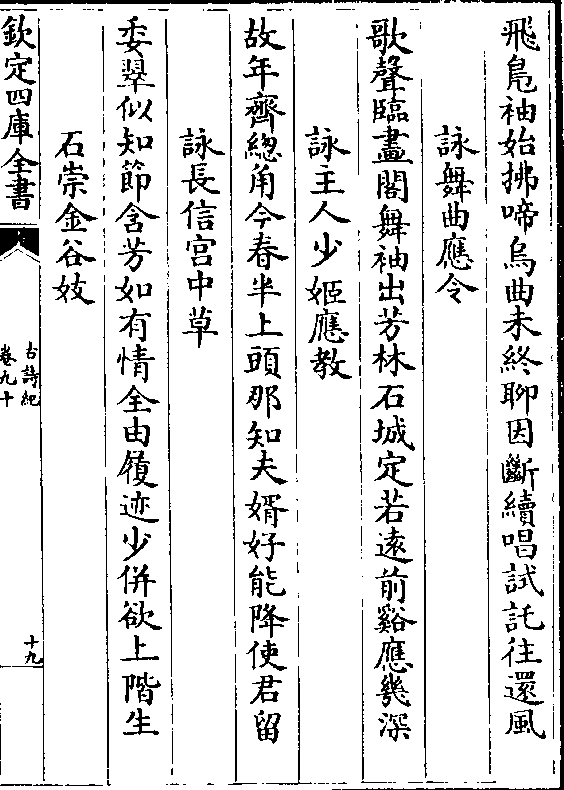 飛鳬袖始拂啼烏曲未終聊因斷續唱試託往還風
詠舞曲應令
歌聲臨畫閣舞袖出芳林石城定若遠前谿應幾深
詠主人少姬應教
故年齊緫角今春半上頭那知夫婿好能降使君留
詠長信宮中草
委翠似知節含芳如有情全由履迹少併欲上階生
石崇金谷妓
欽定四庫全書
古詩紀
卷九十
十九